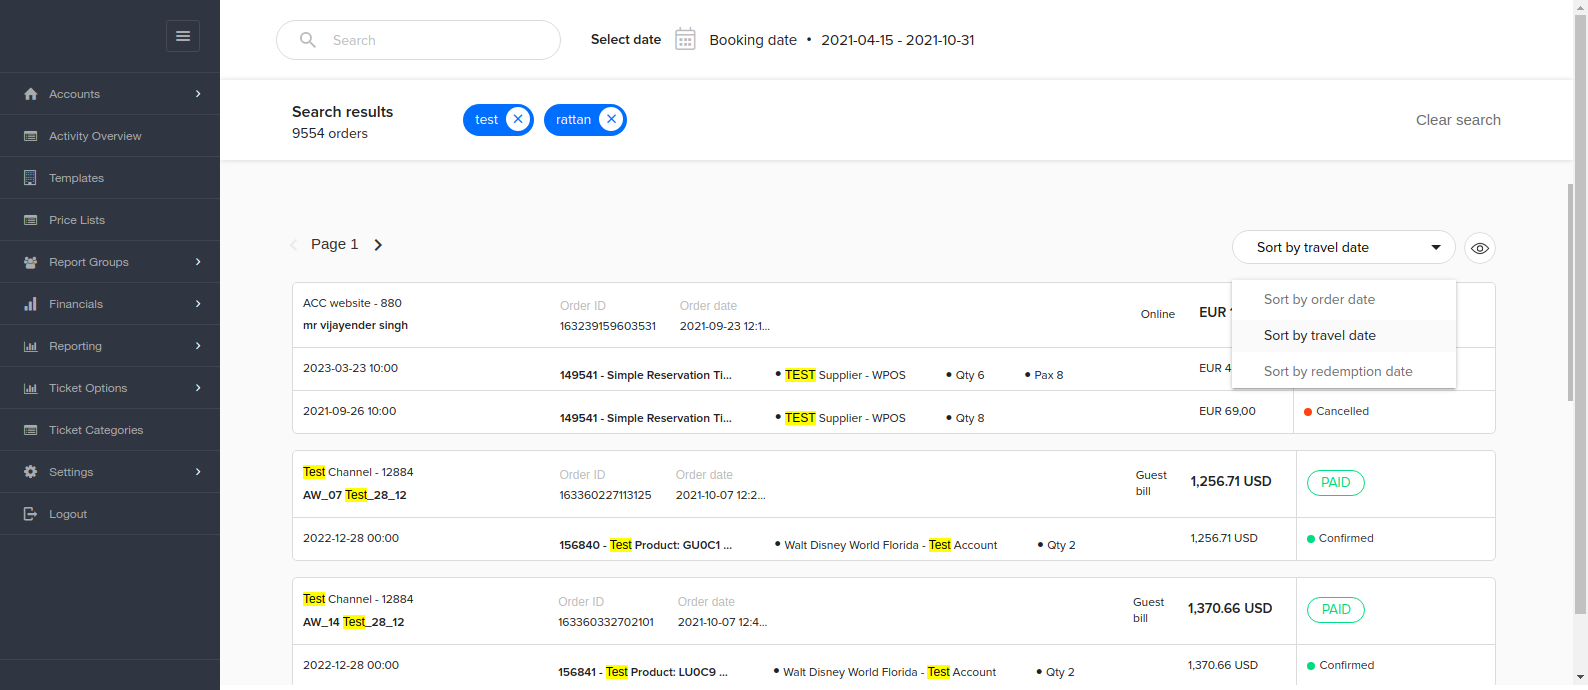 Accounts
Activity Overview
Templates
Price Lists
Report Groups
Financials
Reporting
Ticket Options
Ticket Categories
Settings
Logout
Search
Select date Booking date • 2021-04-15 - 2021-10-31
Search results
9554 orders
test
rattan
Clear search
Page 1
Sort by travel date
Sort by order date
Sort by travel date
Sort by redemption date
ACC website - 880 Order ID Order date
mr vijayender singh 163239159603531 2021-09-23 12:1... Online EUR
2023-03-23 10:00 149541 - Simple Reservation Ti... • TEST Supplier - WPOS • Qty 6 • Pax 8 EUR 4
2021-09-26 10:00 149541 - Simple Reservation Ti... • TEST Supplier - WPOS • Qty 8 EUR 69,00 Cancelled
Test Channel - 12884 Order ID Order date Guest
AW_07 Test_28_12 163360227113125 2021-10-07 12:2... bill 1,256.71 USD PAID
2022-12-28 00:00 156840 - Test Product: GU0C1 ... • Walt Disney World Florida - Test Account • Qty 2 1,256.71 USD Confirmed
Test Channel - 12884 Order ID Order date Guest
AW_14 Test_28_12 163360332702101 2021-10-07 12:4... bill 1,370.66 USD PAID
2022-12-28 00:00 156841 - Test Product: LU0C9 ... • Walt Disney World Florida - Test Account • Qty 2 1,370.66 USD Confirmed